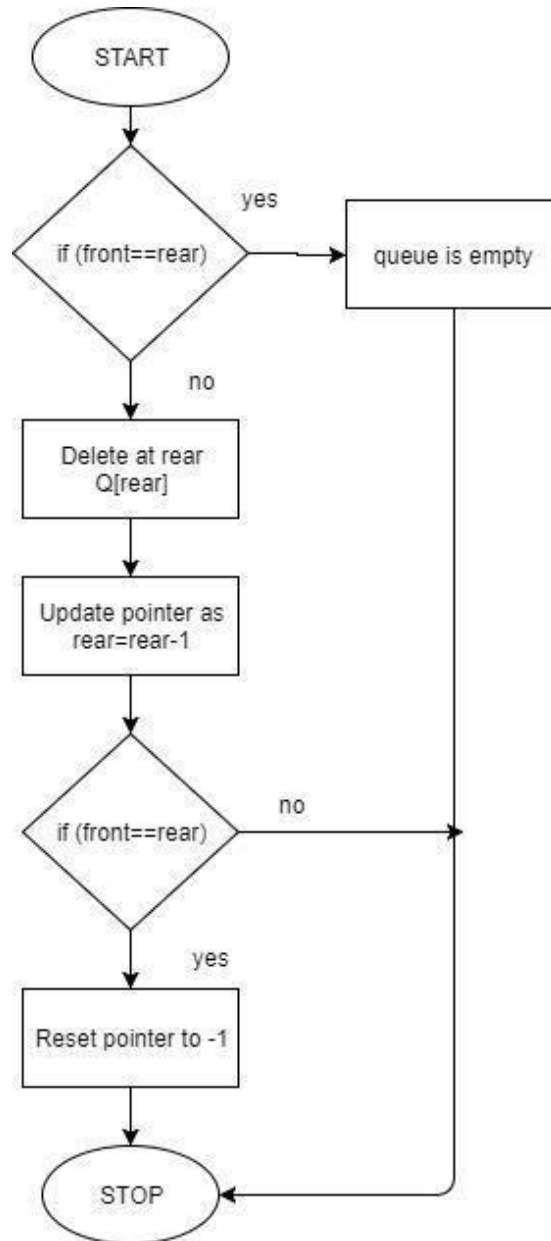 START
if (front==rear)
yes
queue is empty
no
Delete at rear
Q[rear]
Update pointer as
rear=rear-1
if (front==rear)
no
yes
Reset pointer to -1
STOP